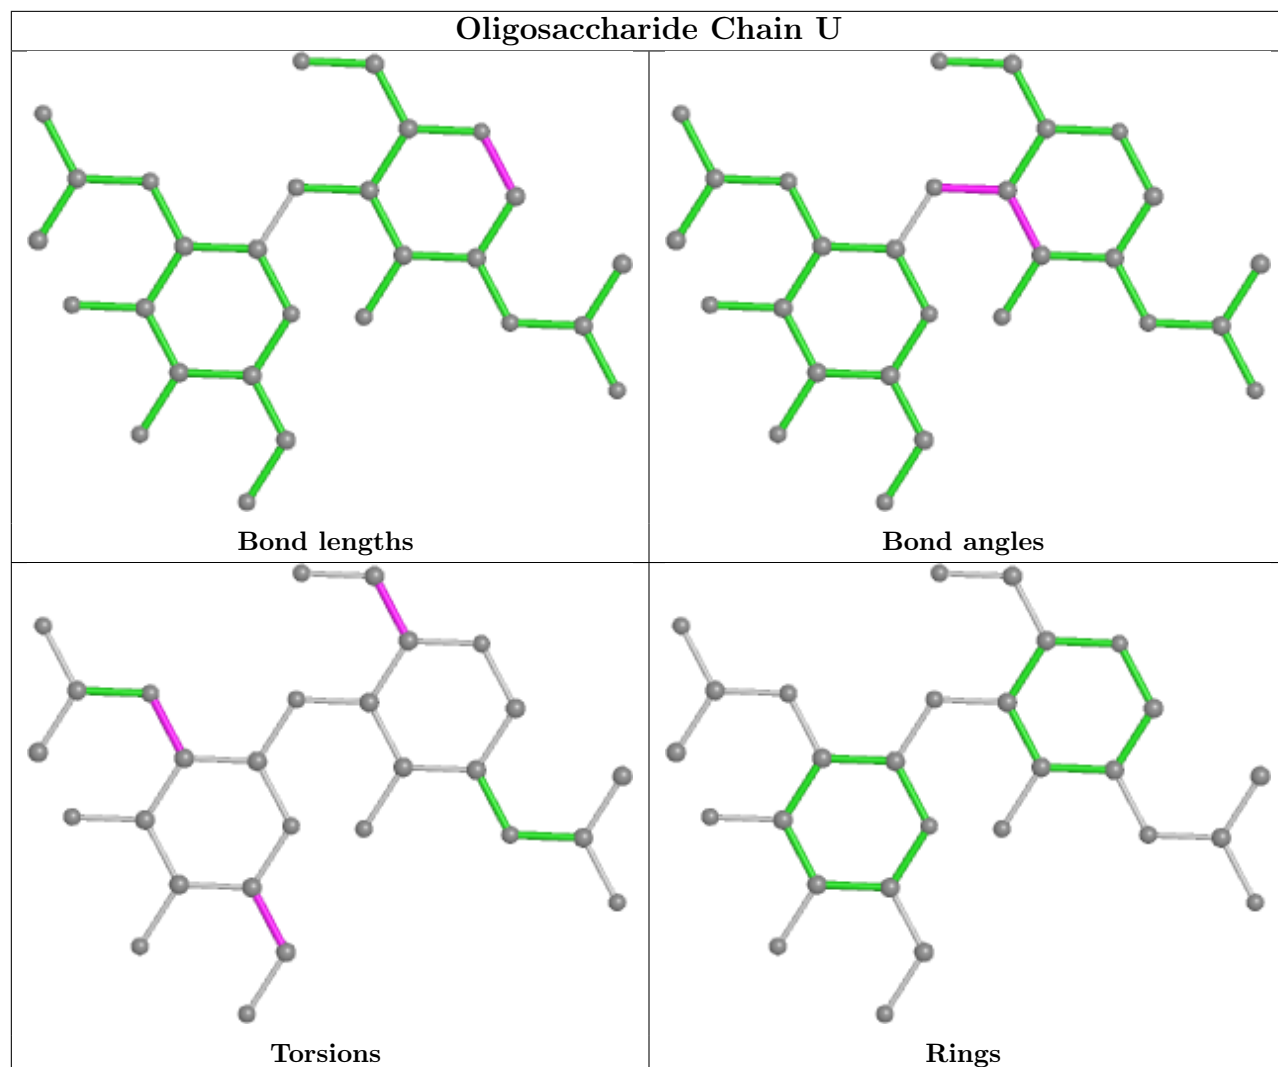 Oligosaccharide Chain U
Bond lengths
Bond angles
Torsions
Rings